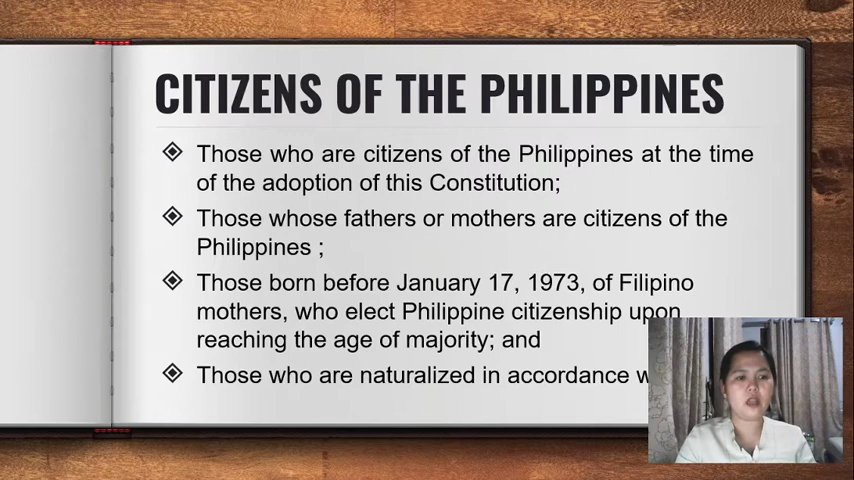 CITIZENS OF THE PHILIPPINES
Those who are citizens of the Philippines at the time
of the adoption of this Constitution;
Those whose fathers or mothers are citizens of the
Philippines ;
Those born before January 17, 1973, of Filipino
mothers, who elect Philippine citizenship upon
reaching the age of majority; and
Those who are naturalized in accordance